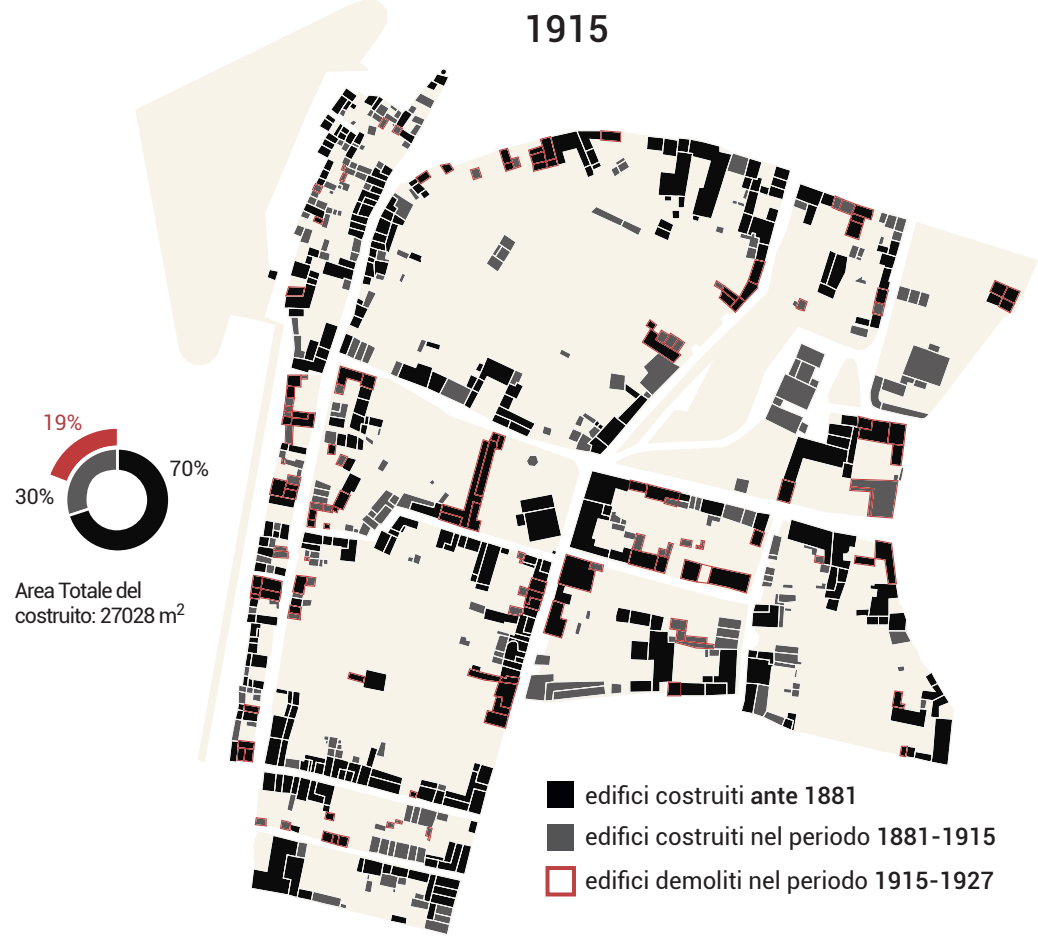 1915
19%
70%
30%
Area Totale del
costruito: 27028 m²
edifici costruiti ante 1881
edifici costruiti nel periodo 1881-1915
edifici demoliti nel periodo 1915-1927